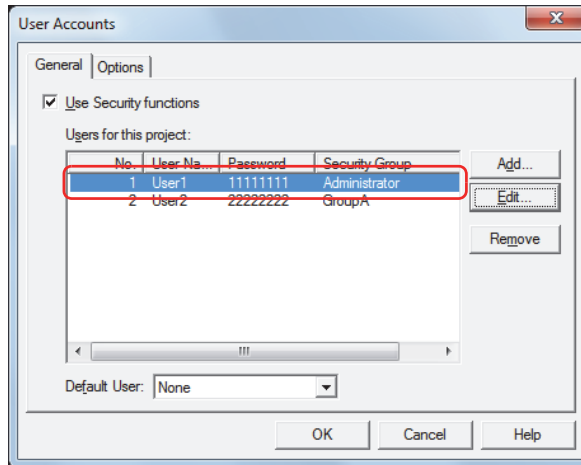 User Accounts
General Options
Use Security functions
Users for this project:
No. User Na... Password Security Group
1 User1 11111111 Administrator
2 User2 22222222 GroupA
Add...
Edit...
Remove
Default User: None
OK Cancel Help